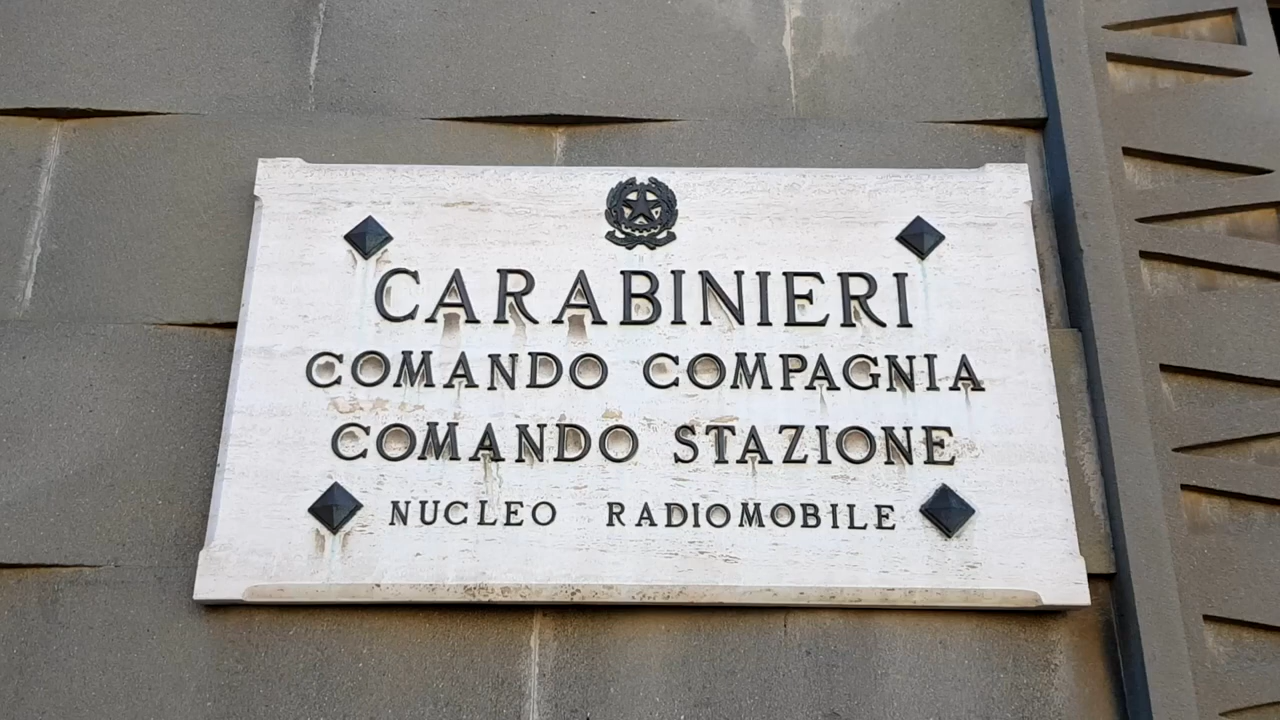 CARABINIERI
COMANDO COMPAGNIA
COMANDO STAZIONE
NUCLEO RADIOMOBILE